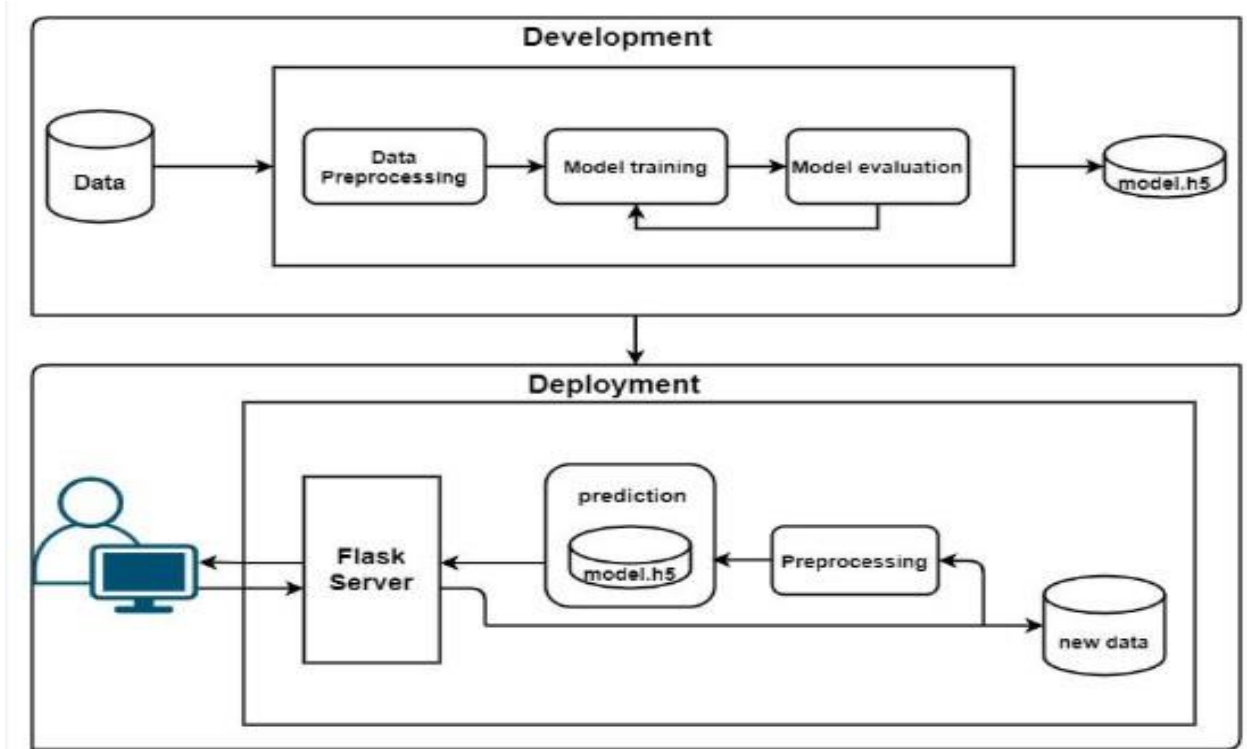 Development
Data
Data
Preprocessing
Model training
Model evaluation
model.h5
Deployment
Flask
Server
prediction
model.h5
Preprocessing
new data